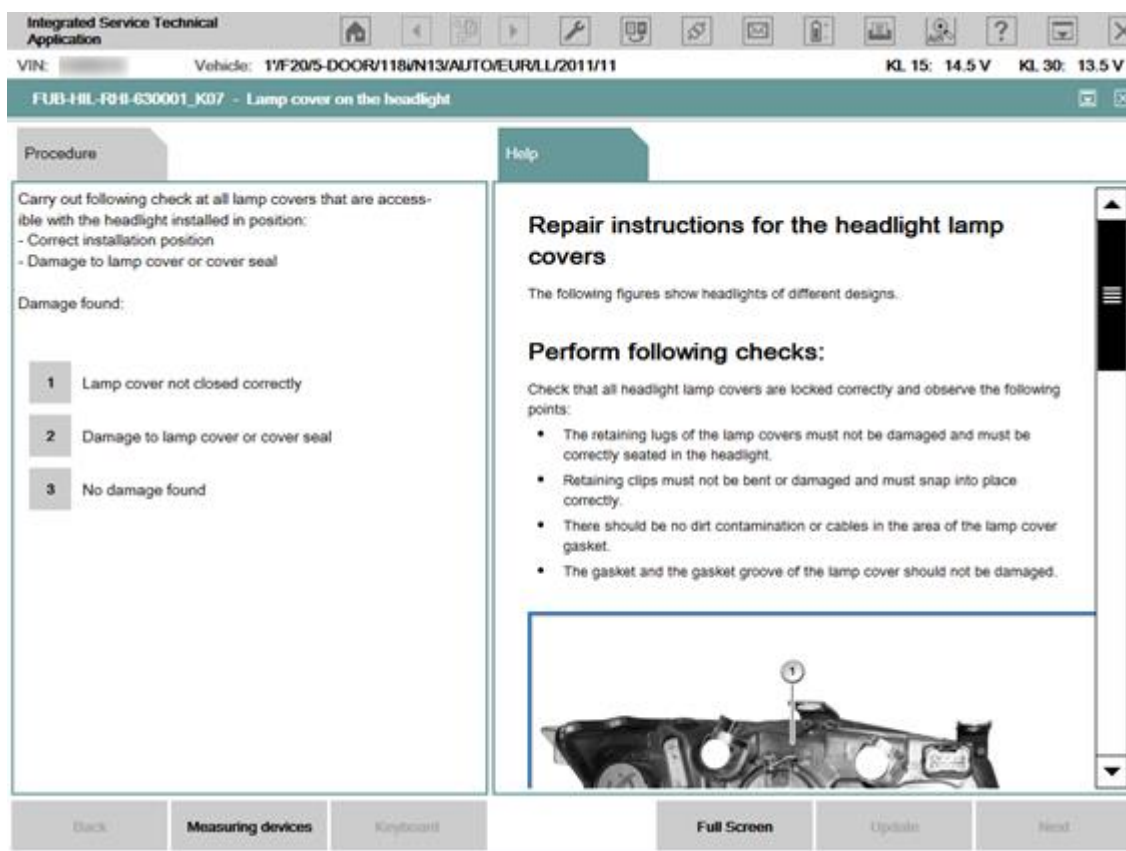 Integrated Service Technical
Application
VIN: Vehicle: 1'/F20/5-DOOR/118i/N13/AUTO/EUR/LL/2011/11 KL 15: 14.5 V KL 30: 13.5 V
FUB-HIL-RHI-630001_K07 - Lamp cover on the headlight
Procedure
Help
Carry out following check at all lamp covers that are access-
ible with the headlight installed in position:
- Correct installation position
- Damage to lamp cover or cover seal
Damage found:
1 Lamp cover not closed correctly
2 Damage to lamp cover or cover seal
3 No damage found
Repair instructions for the headlight lamp
covers
The following figures show headlights of different designs.
Perform following checks:
Check that all headlight lamp covers are locked correctly and observe the following
points:
• The retaining lugs of the lamp covers must not be damaged and must be
correctly seated in the headlight.
• Retaining clips must not be bent or damaged and must snap into place
correctly.
• There should be no dirt contamination or cables in the area of the lamp cover
gasket.
• The gasket and the gasket groove of the lamp cover should not be damaged.
1
Back Measuring devices Keyboard Full Screen Update Next